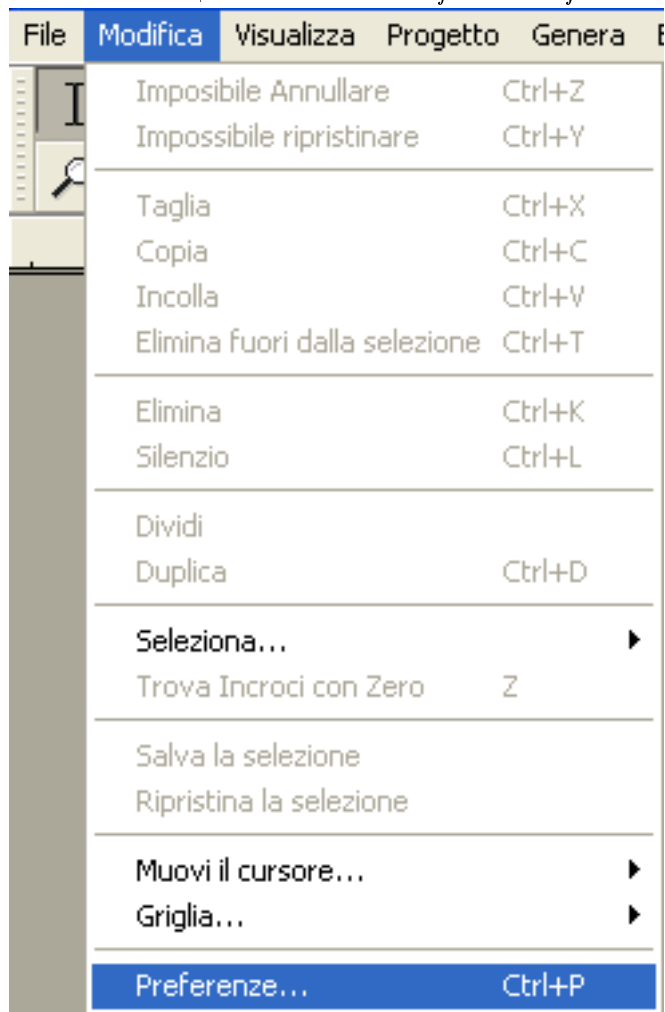 File Modifica Visualizza Progetto Genera
Imposibile Annullare Ctrl+Z
Impossibile ripristinare Ctrl+Y
Taglia Ctrl+X
Copia Ctrl+C
Incolla Ctrl+V
Elimina fuori dalla selezione Ctrl+T
Elimina Ctrl+K
Silenzio Ctrl+L
Dividi
Duplica Ctrl+D
Seleziona...
Trova Incroci con Zero Z
Salva la selezione
Ripristina la selezione
Muovi il cursore...
Griglia...
Preferenze... Ctrl+P